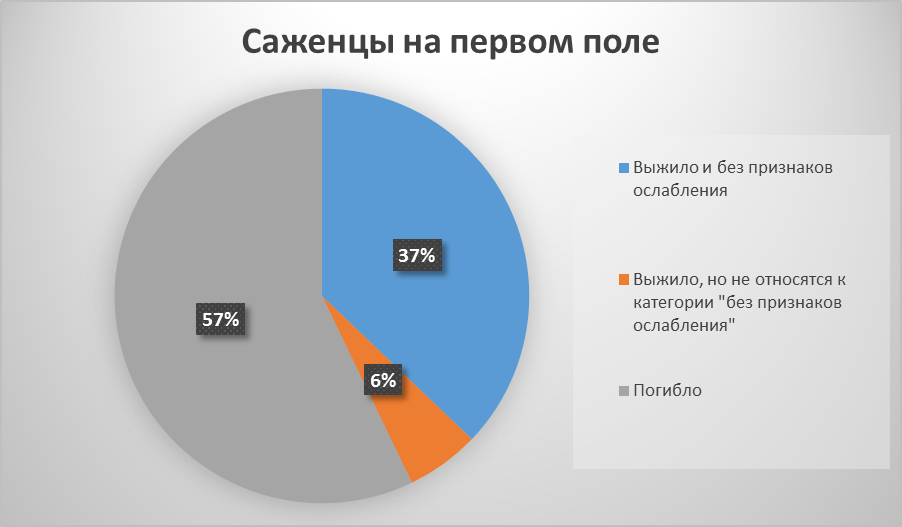 Саженцы на первом поле
37%
57%
6%
Выжило и без признаков
ослабления
Выжило, но не относятся к
категории "без признаков
ослабления"
Погибло